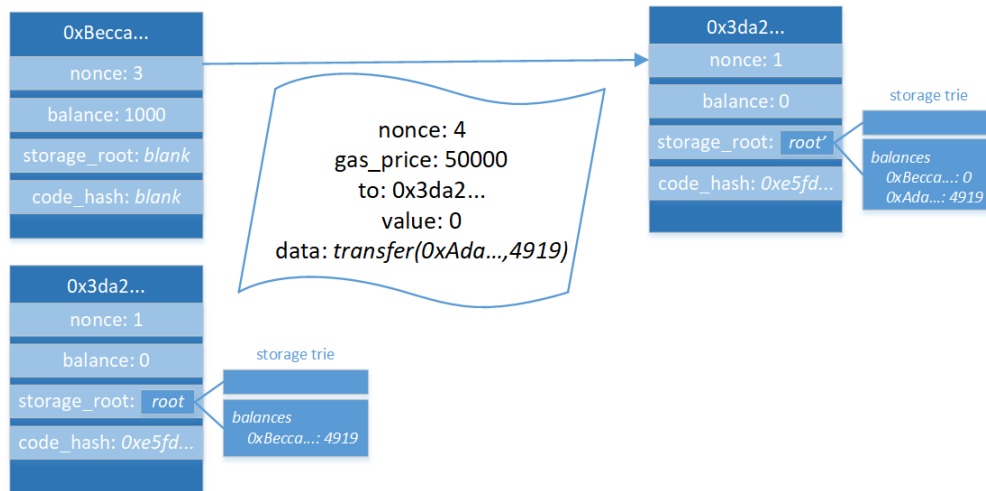 0xBecca...
nonce: 3
balance: 1000
storage_root: blank
code_hash: blank
nonce: 4
gas_price: 50000
to: 0x3da2...
value: 0
data: transfer(0xAda...,4919)
0x3da2...
nonce: 1
balance: 0
storage_root: root’
code_hash: 0xe5fd...
storage trie
balances
0xBecca...: 0
0xAda...: 4919
0x3da2...
nonce: 1
balance: 0
storage_root: root
code_hash: 0xe5fd...
storage trie
balances
0xBecca...: 4919